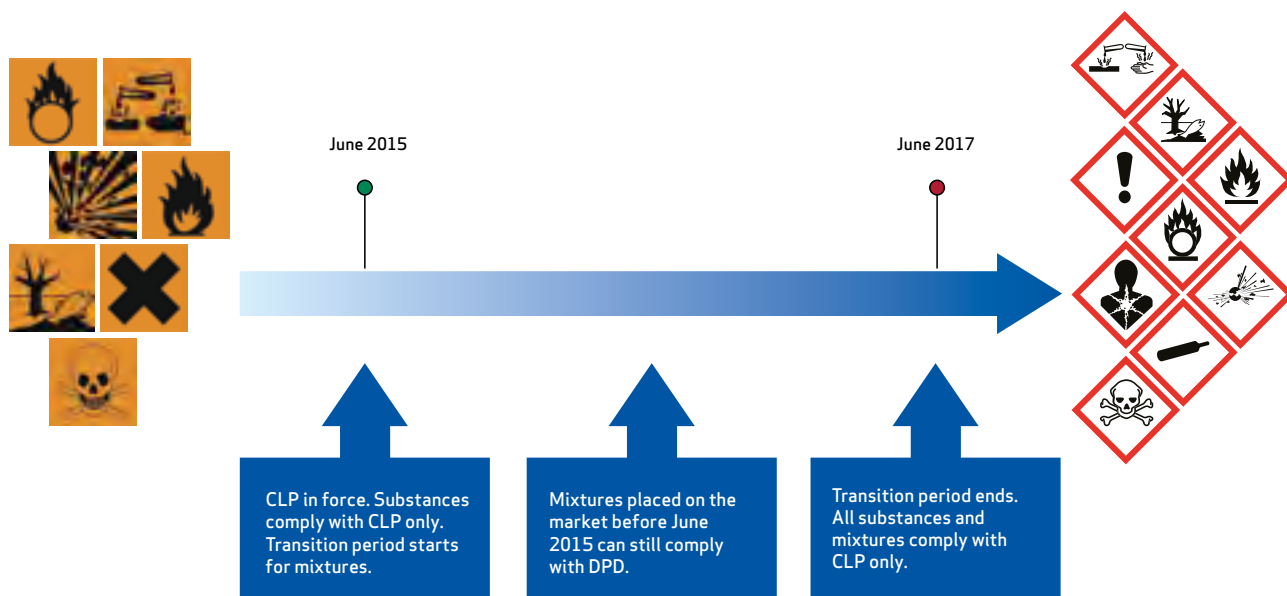 June 2015
June 2017
CLP in force. Substances
comply with CLP only.
Transition period starts
for mixtures.
Mixtures placed on the
market before June
2015 can still comply
with DPD.
Transition period ends.
All substances and
mixtures comply with
CLP only.